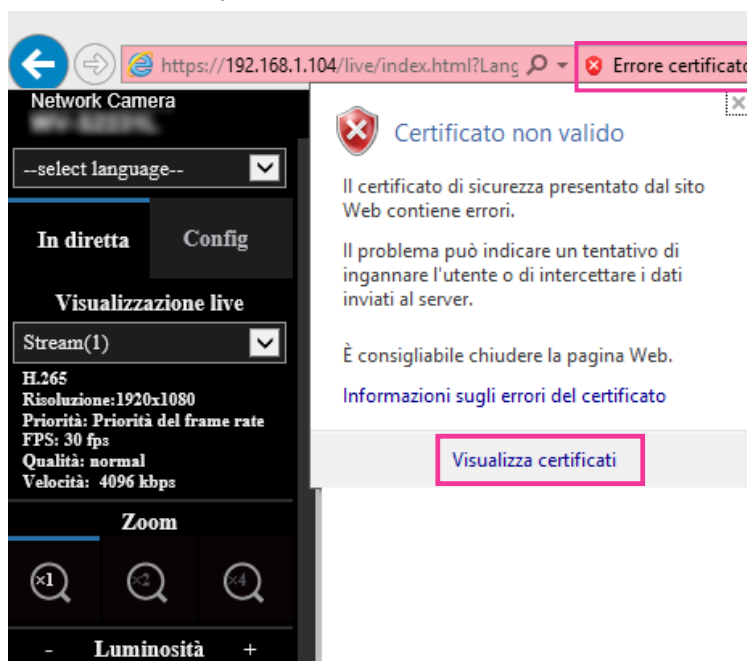 https://192.168.1.104/live/index.html?Lang
Errore certificato
Network Camera
--select language--
In diretta
Config
Visualizzazione live
Stream(1)
H.265
Risoluzione:1920x1080
Priorità: Priorità del frame rate
FPS: 30 fps
Qualità: normal
Velocità: 4096 kbps
Zoom
×1
×2
×4
- Luminosità +
Certificato non valido
Il certificato di sicurezza presentato dal sito
Web contiene errori.
Il problema può indicare un tentativo di
ingannare l'utente o di intercettare i dati
inviati al server.
È consigliabile chiudere la pagina Web.
Informazioni sugli errori del certificato
Visualizza certificati